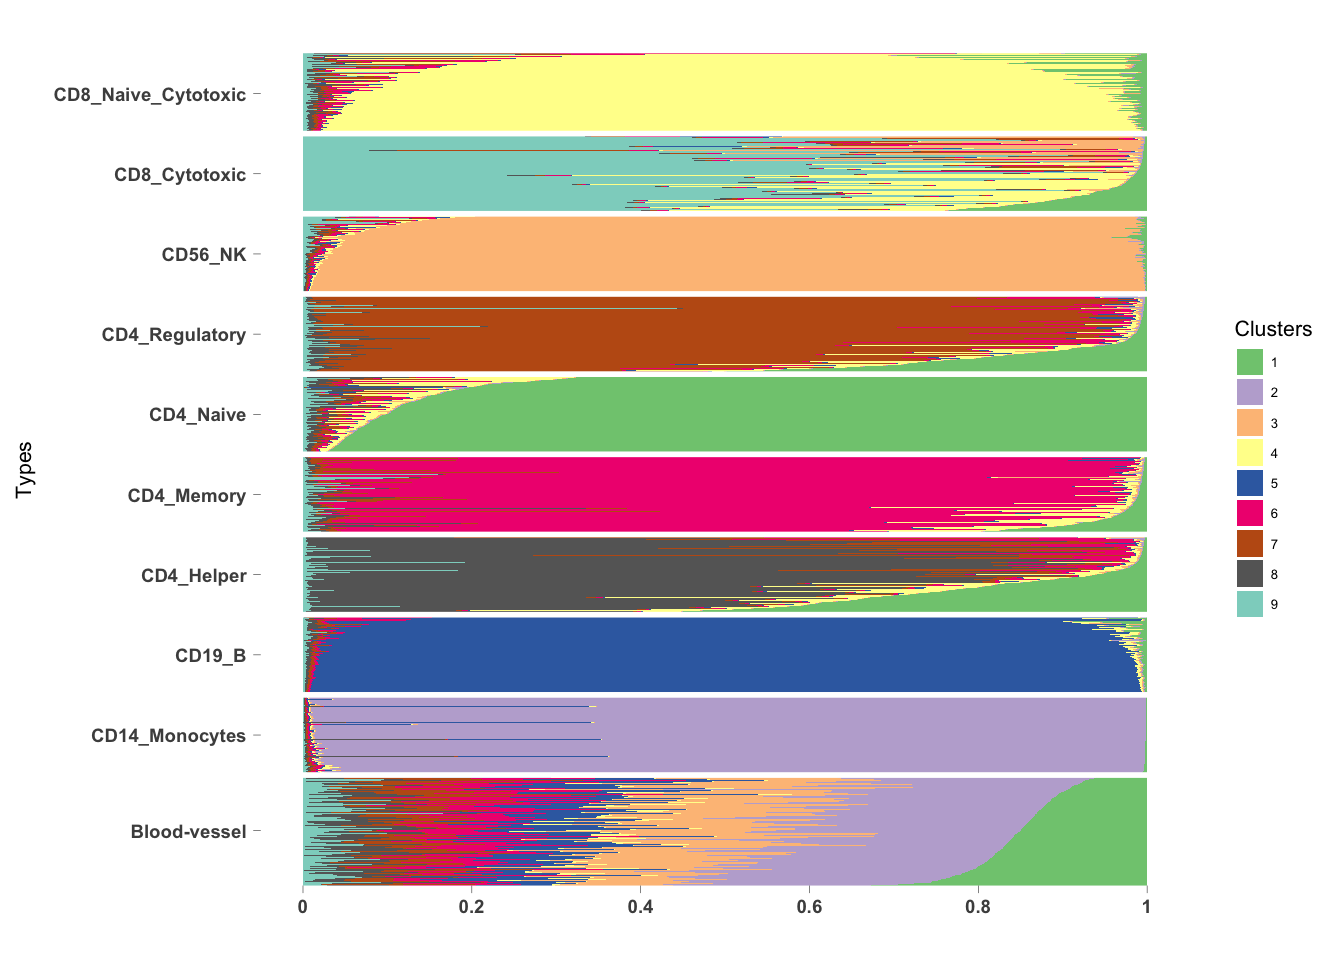 CD8_Naive_Cytotoxic
CD8_Cytotoxic
CD56_NK
CD4_Regulatory
CD4_Naive
CD4_Memory
CD4_Helper
CD19_B
CD14_Monocytes
Blood-vessel
Types
0 0.2 0.4 0.6 0.8 1
Clusters
1
2
3
4
5
6
7
8
9